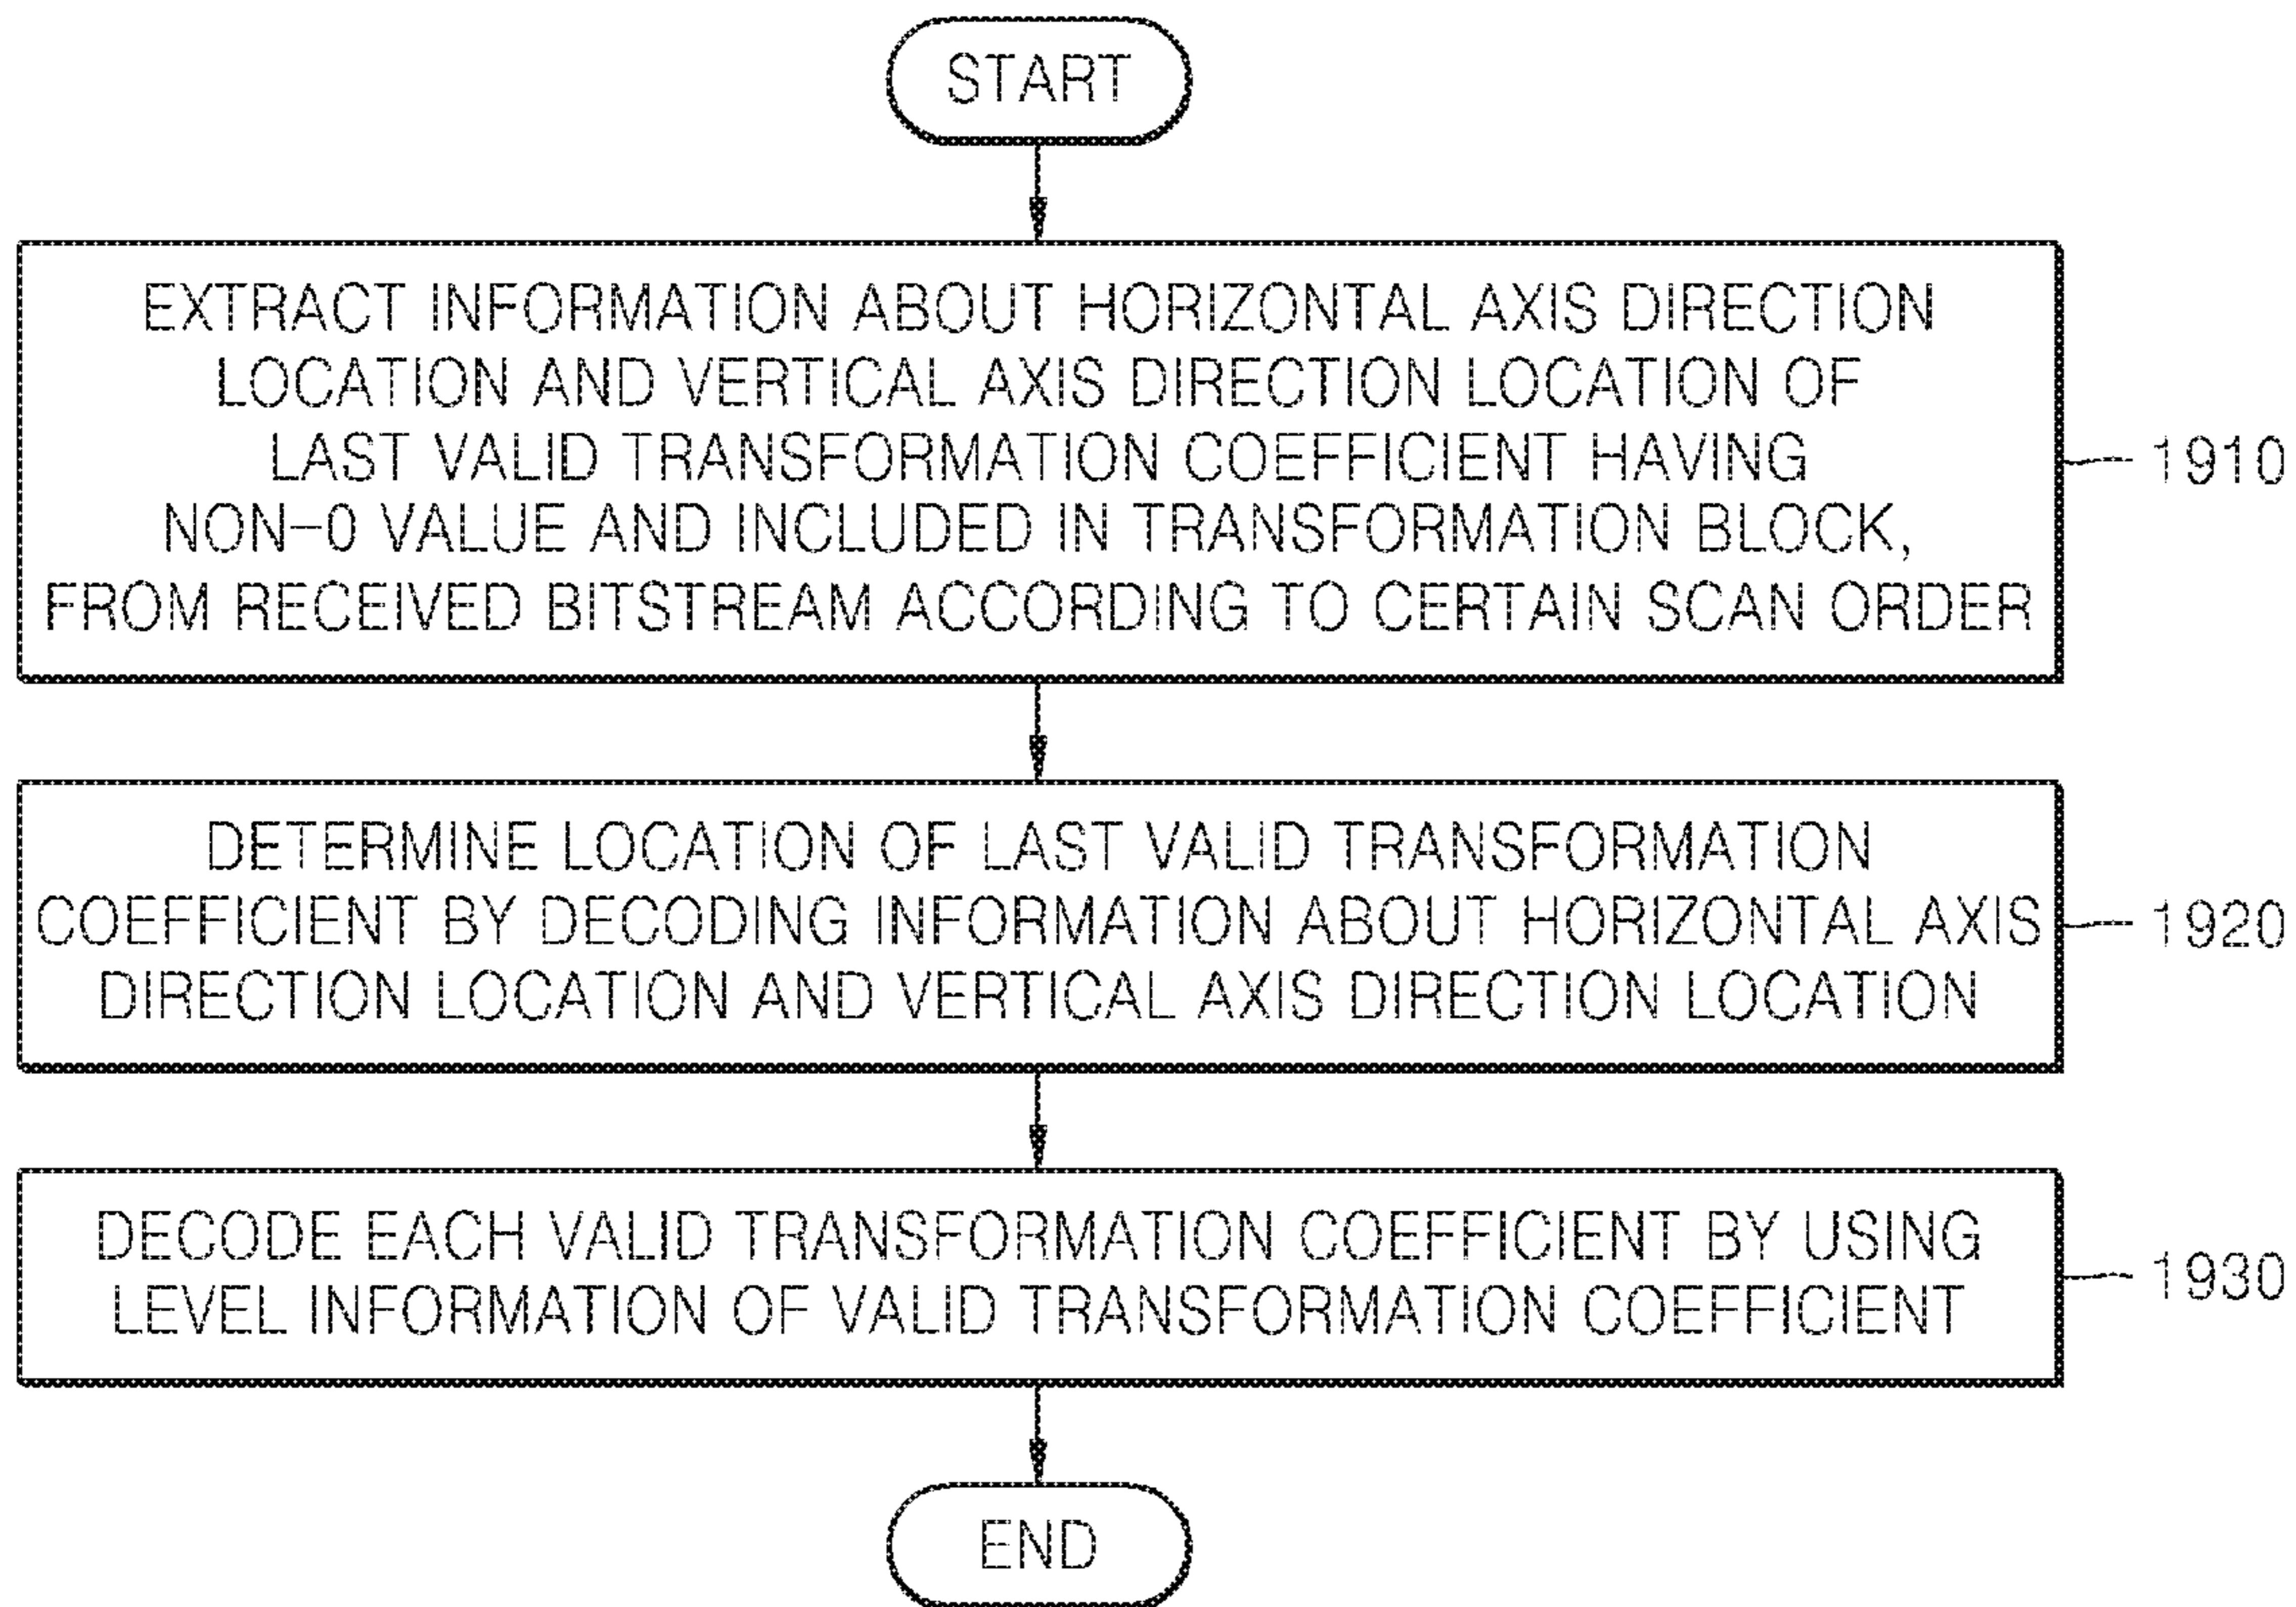 START
EXTRACT INFORMATION ABOUT HORIZONTAL AXIS DIRECTION
LOCATION AND VERTICAL AXIS DIRECTION LOCATION OF
LAST VALID TRANSFORMATION COEFFICIENT HAVING
NON-0 VALUE AND INCLUDED IN TRANSFORMATION BLOCK,
FROM RECEIVED BITSTREAM ACCORDING TO CERTAIN SCAN ORDER
1910
DETERMINE LOCATION OF LAST VALID TRANSFORMATION
COEFFICIENT BY DECODING INFORMATION ABOUT HORIZONTAL AXIS
DIRECTION LOCATION AND VERTICAL AXIS DIRECTION LOCATION
1920
DECODE EACH VALID TRANSFORMATION COEFFICIENT BY USING
LEVEL INFORMATION OF VALID TRANSFORMATION COEFFICIENT
1930
END